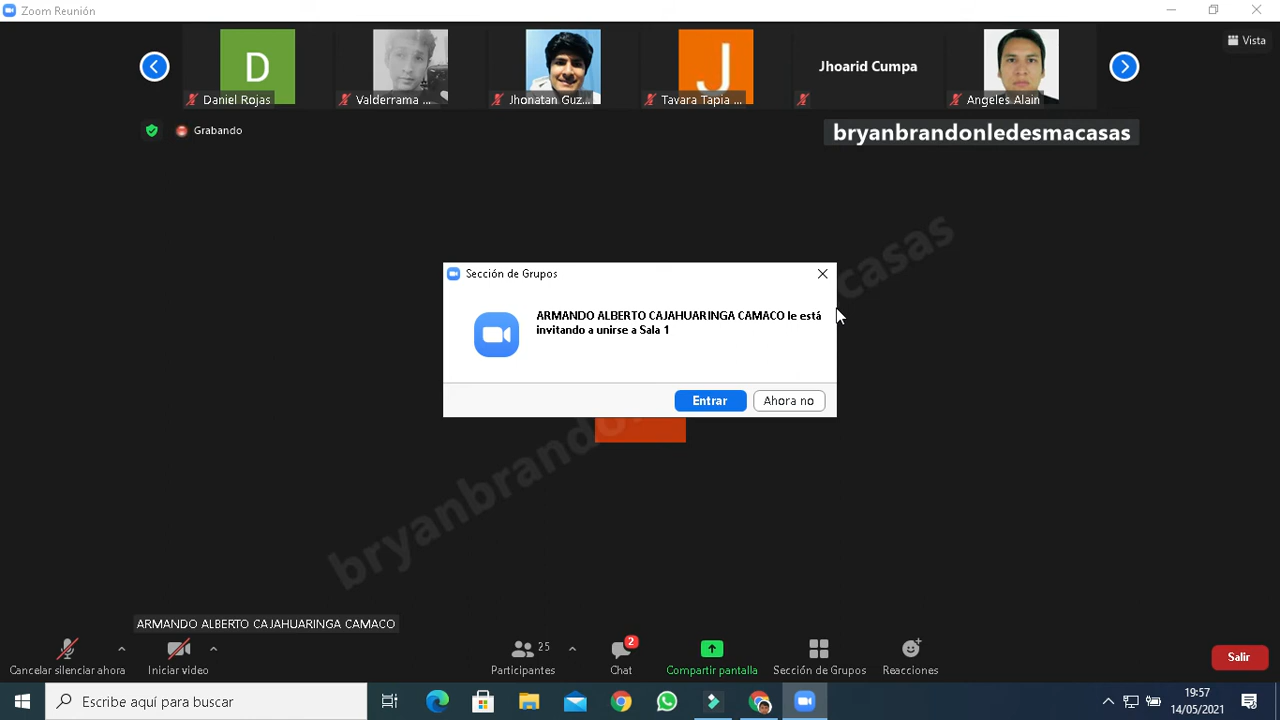 Zoom Reunión
Vista
D
J
Jhoarid Cumpa
Daniel Rojas
Valderrama ...
Jhonatan Guz...
Tavara Tapia ...
Angeles Alain
Grabando
bryanbrandonledesmacasas
casas
Sección de Grupos
ARMANDO ALBERTO CAJAHUARINGA CAMACO le está
invitando a unirse a Sala 1
Entrar
Ahora no
bryanbrandon
ARMANDO ALBERTO CAJAHUARINGA CAMACO
25
2
Cancelar silenciar ahora
Iniciar video
Participantes
Chat
Compartir pantalla
Sección de Grupos
Reacciones
Salir
Escribe aquí para buscar
19:57
14/05/2021